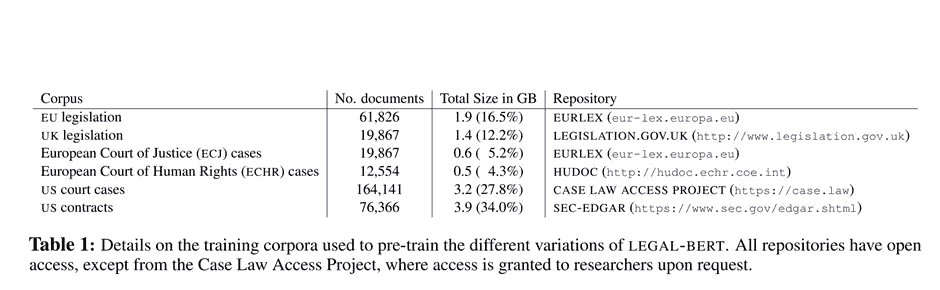 Corpus No. documents Total Size in GB Repository
EU legislation 61,826 1.9 (16.5%) EURLEX (eur-lex.europa.eu)
UK legislation 19,867 1.4 (12.2%) LEGISLATION.GOV.UK (http://www.legislation.gov.uk)
European Court of Justice (ECJ) cases 19,867 0.6 ( 5.2%) EURLEX (eur-lex.europa.eu)
European Court of Human Rights (ECHR) cases 12,554 0.5 ( 4.3%) HUDOC (http://hudoc.echr.coe.int)
US court cases 164,141 3.2 (27.8%) CASE LAW ACCESS PROJECT (https://case.law)
US contracts 76,366 3.9 (34.0%) SEC-EDGAR (https://www.sec.gov/edgar.shtml)
Table 1: Details on the training corpora used to pre-train the different variations of LEGAL-BERT. All repositories have open
access, except from the Case Law Access Project, where access is granted to researchers upon request.